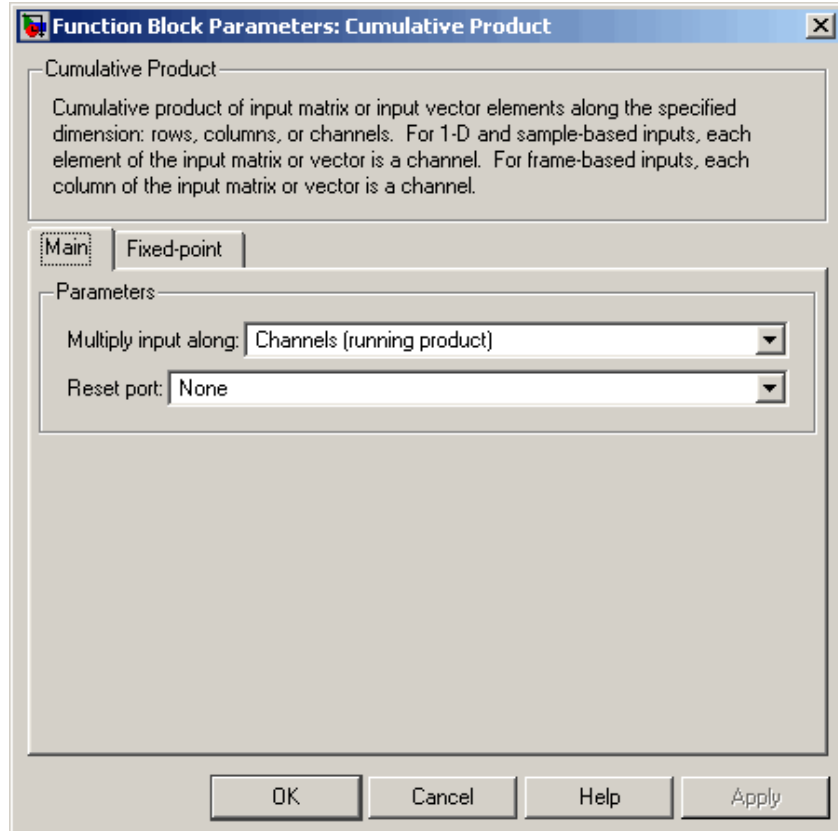 Function Block Parameters: Cumulative Product
Cumulative Product
Cumulative product of input matrix or input vector elements along the specified
dimension: rows, columns, or channels.  For 1-D and sample-based inputs, each
element of the input matrix or vector is a channel.  For frame-based inputs, each
column of the input matrix or vector is a channel.
Main Fixed-point
Parameters
Multiply input along: Channels (running product)
Reset port: None
OK Cancel Help Apply